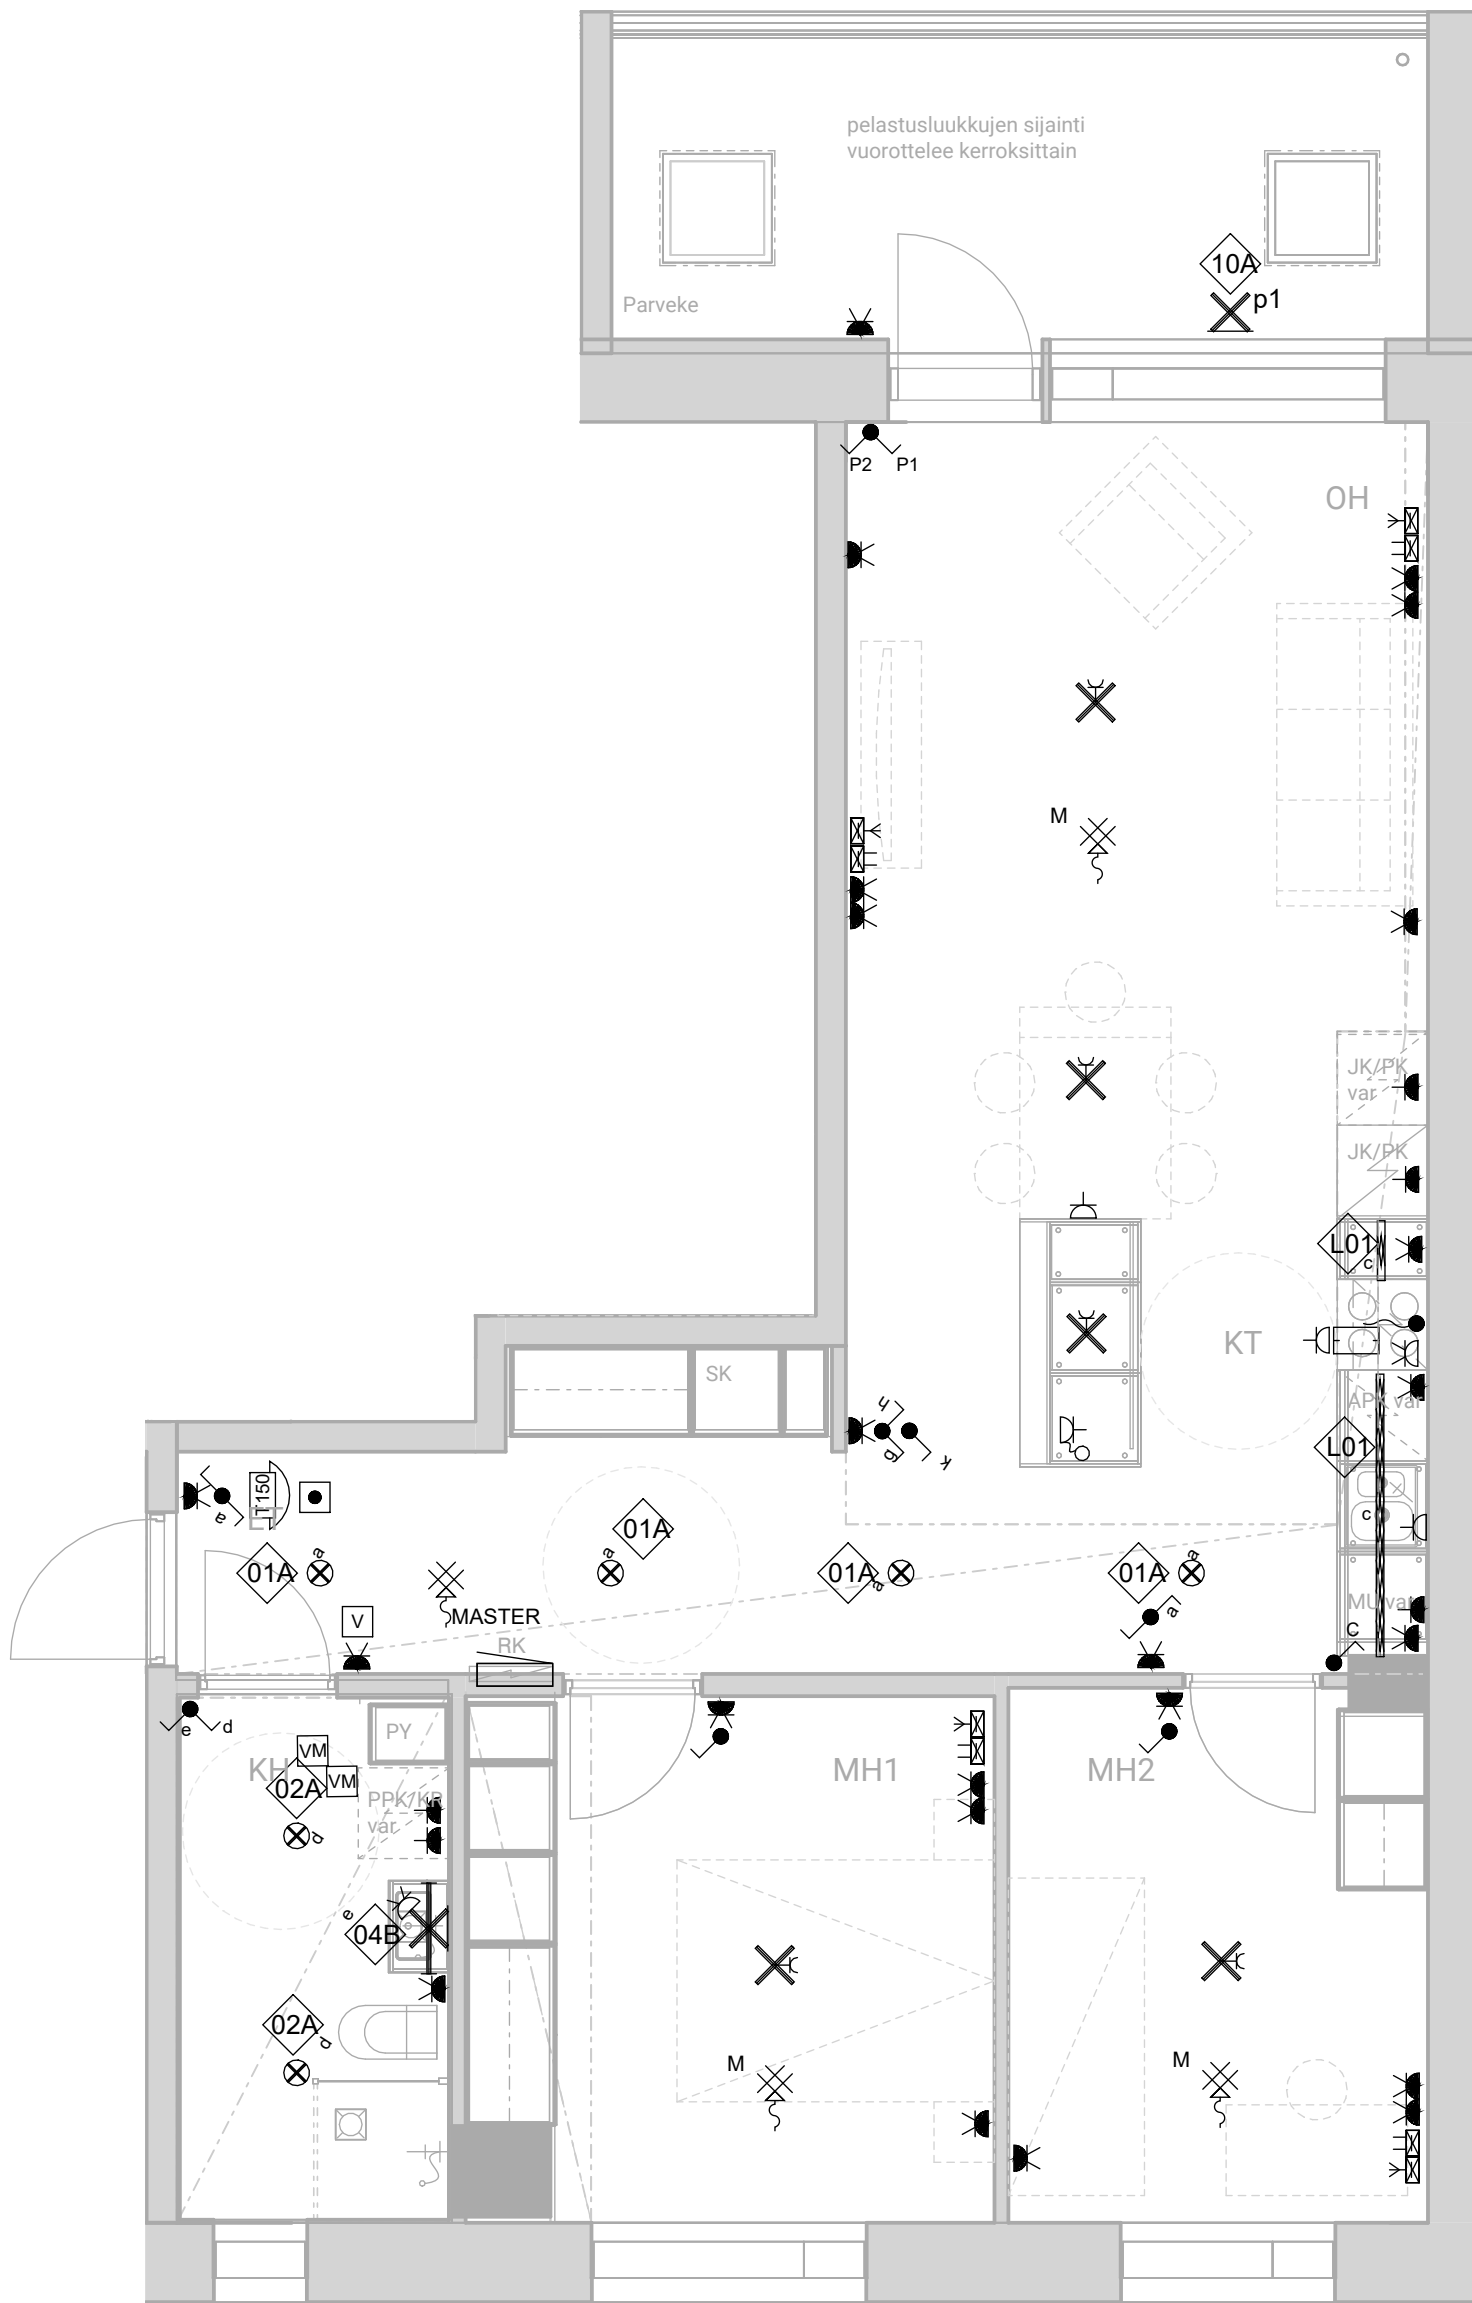 pelastusluukkujen sijainti
vuorottelee kerroksittain
10A
p1
Parveke
P2
P1
OH
M
JK/PK
var
JK/PK
L01
c
KT
SK
APK var
h
g
k
L01
T150
ET
a
c
01A
a
01A
a
01A
a
01A
a
a
V
MASTER
MU var
C
RK
e
d
PY
VM
KH
02A
VM
MH1
MH2
PPK/KR
var
d
e
04B
02A
d
M
M